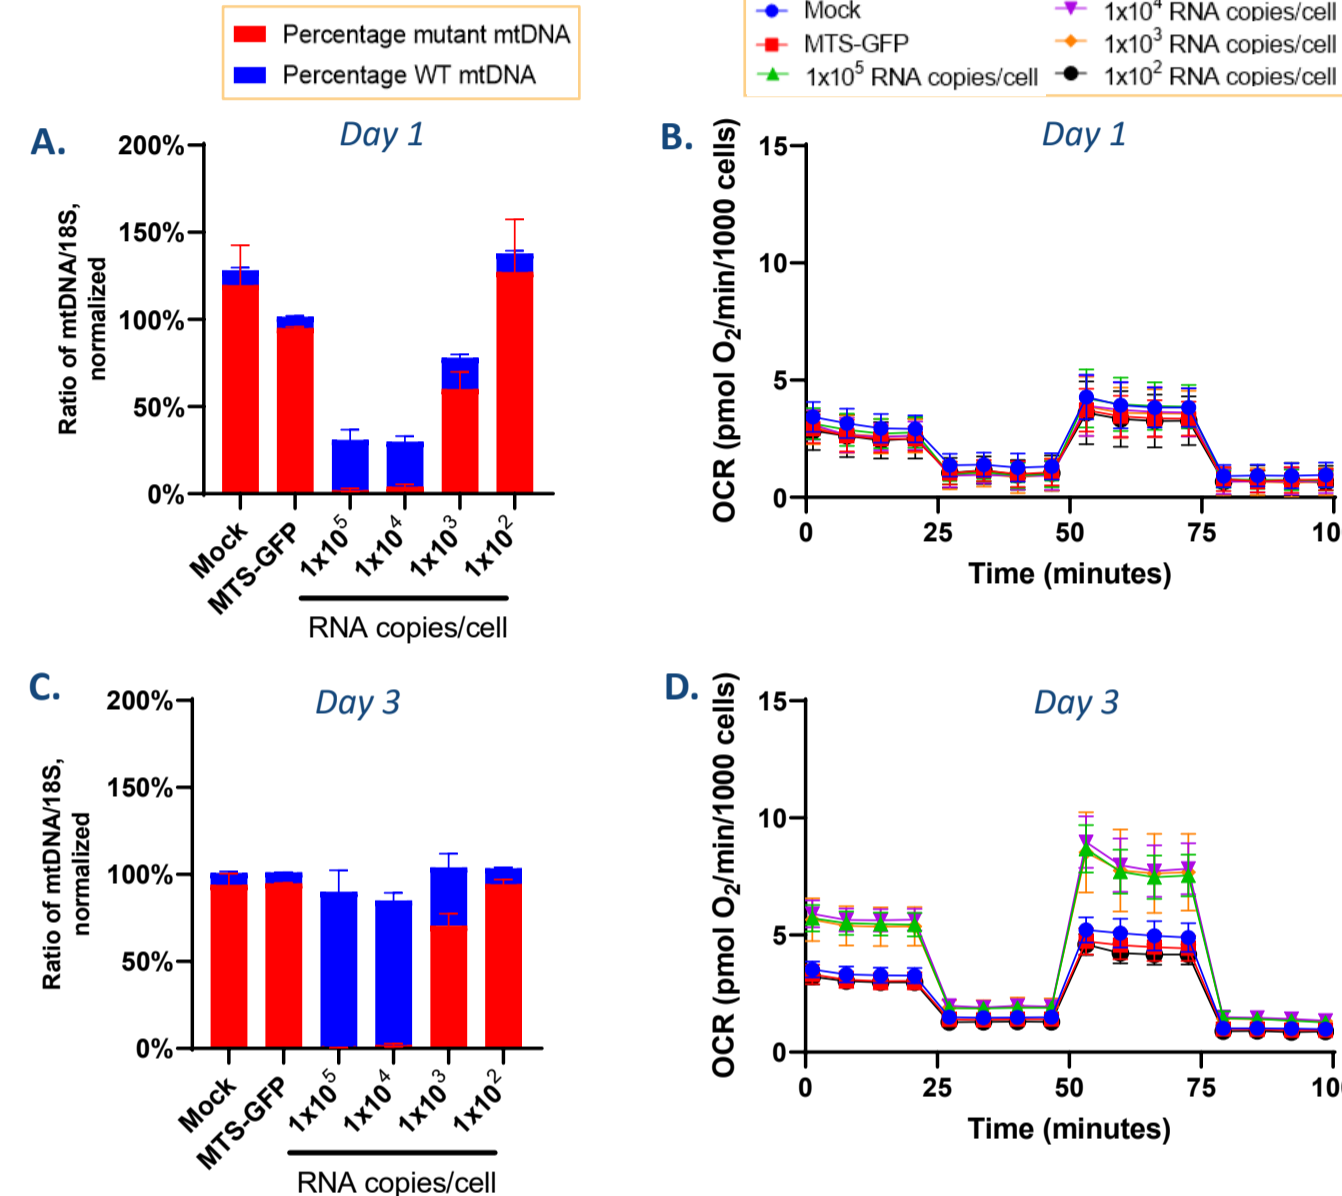 Percentage mutant mtDNA
Percentage WT mtDNA
Mock
MTS-GFP
1x10⁵ RNA copies/cell
1x10⁴ RNA copies/cell
1x10³ RNA copies/cell
1x10² RNA copies/cell
A.
Day 1
Ratio of mtDNA/18S,
normalized
200%
150%
100%
50%
0%
Mock
MTS-GFP
1x10⁵
1x10⁴
1x10³
1x10²
RNA copies/cell
B.
Day 1
OCR (pmol O₂/min/1000 cells)
15
10
5
0
0 25 50 75 10
Time (minutes)
C.
Day 3
Ratio of mtDNA/18S,
normalized
200%
150%
100%
50%
0%
Mock
MTS-GFP
1x10⁵
1x10⁴
1x10³
1x10²
RNA copies/cell
D.
Day 3
OCR (pmol O₂/min/1000 cells)
15
10
5
0
0 25 50 75 10
Time (minutes)